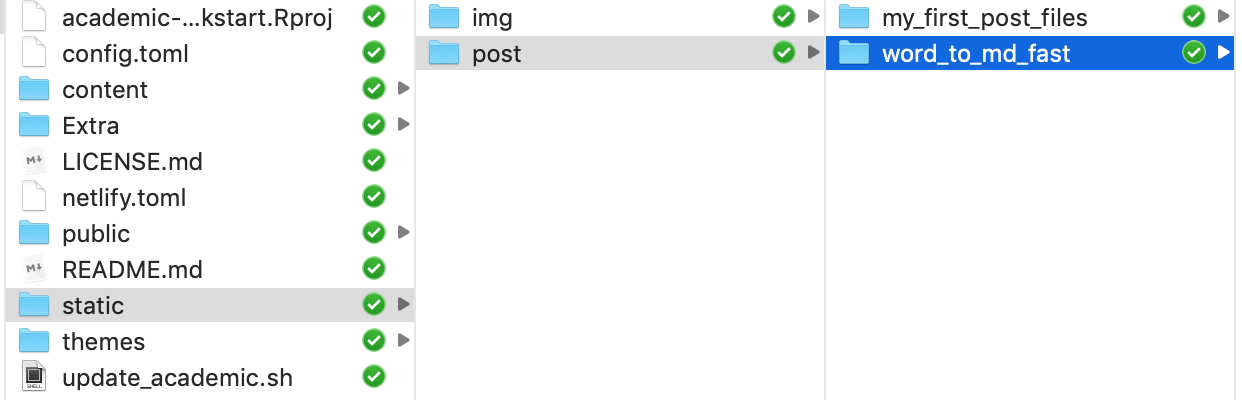 academic-...kstart.Rproj
config.toml
content
Extra
LICENSE.md
netlify.toml
public
README.md
static
themes
update_academic.sh
img
post
my_first_post_files
word_to_md_fast